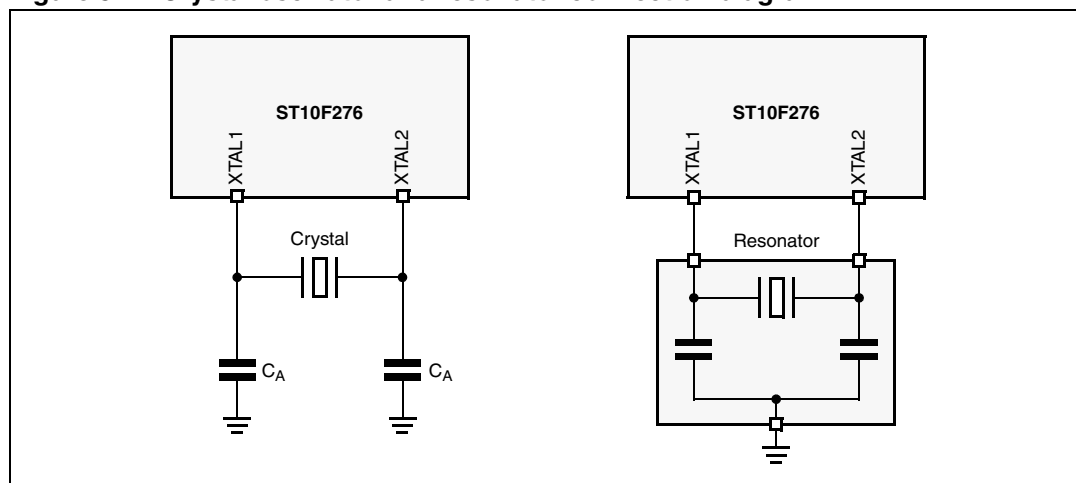 ST10F276
XTAL1
XTAL2
Crystal
CA
CA
ST10F276
XTAL1
XTAL2
Resonator